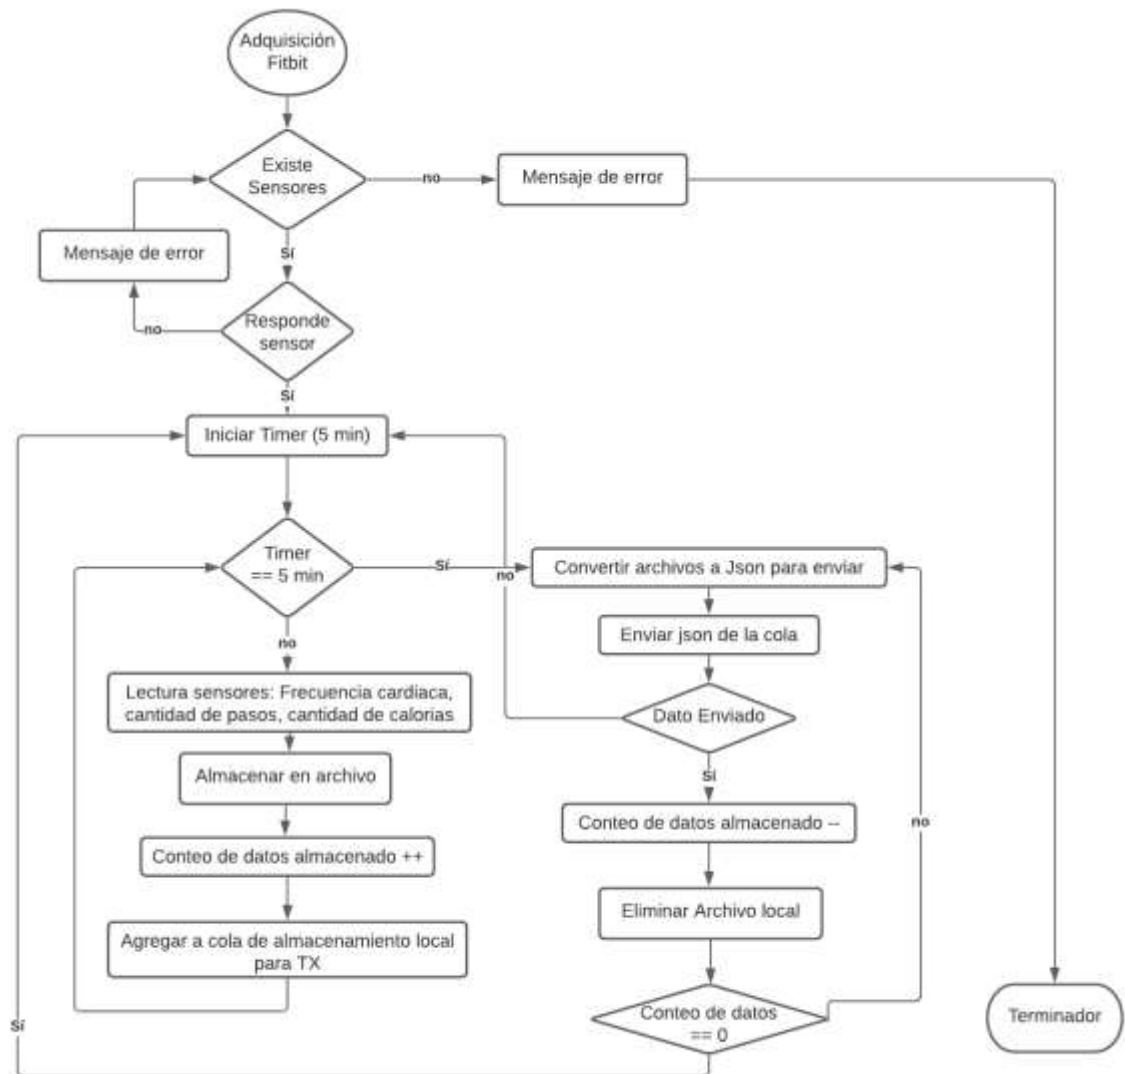 Adquisición
Fitbit
Existe
Sensores
no
Mensaje de error
Mensaje de error
Sí
no
Responde
sensor
Sí
Iniciar Timer (5 min)
Timer
== 5 min
Sí
no
Convertir archivos a Json para enviar
no
Enviar json de la cola
Lectura sensores: Frecuencia cardíaca,
cantidad de pasos, cantidad de calorias
Dato Enviado
Almacenar en archivo
Sí
Conteo de datos almacenado --
no
Conteo de datos almacenado ++
Eliminar Archivo local
Agregar a cola de almacenamiento local
para TX
Conteo de datos
== 0
Sí
Terminador